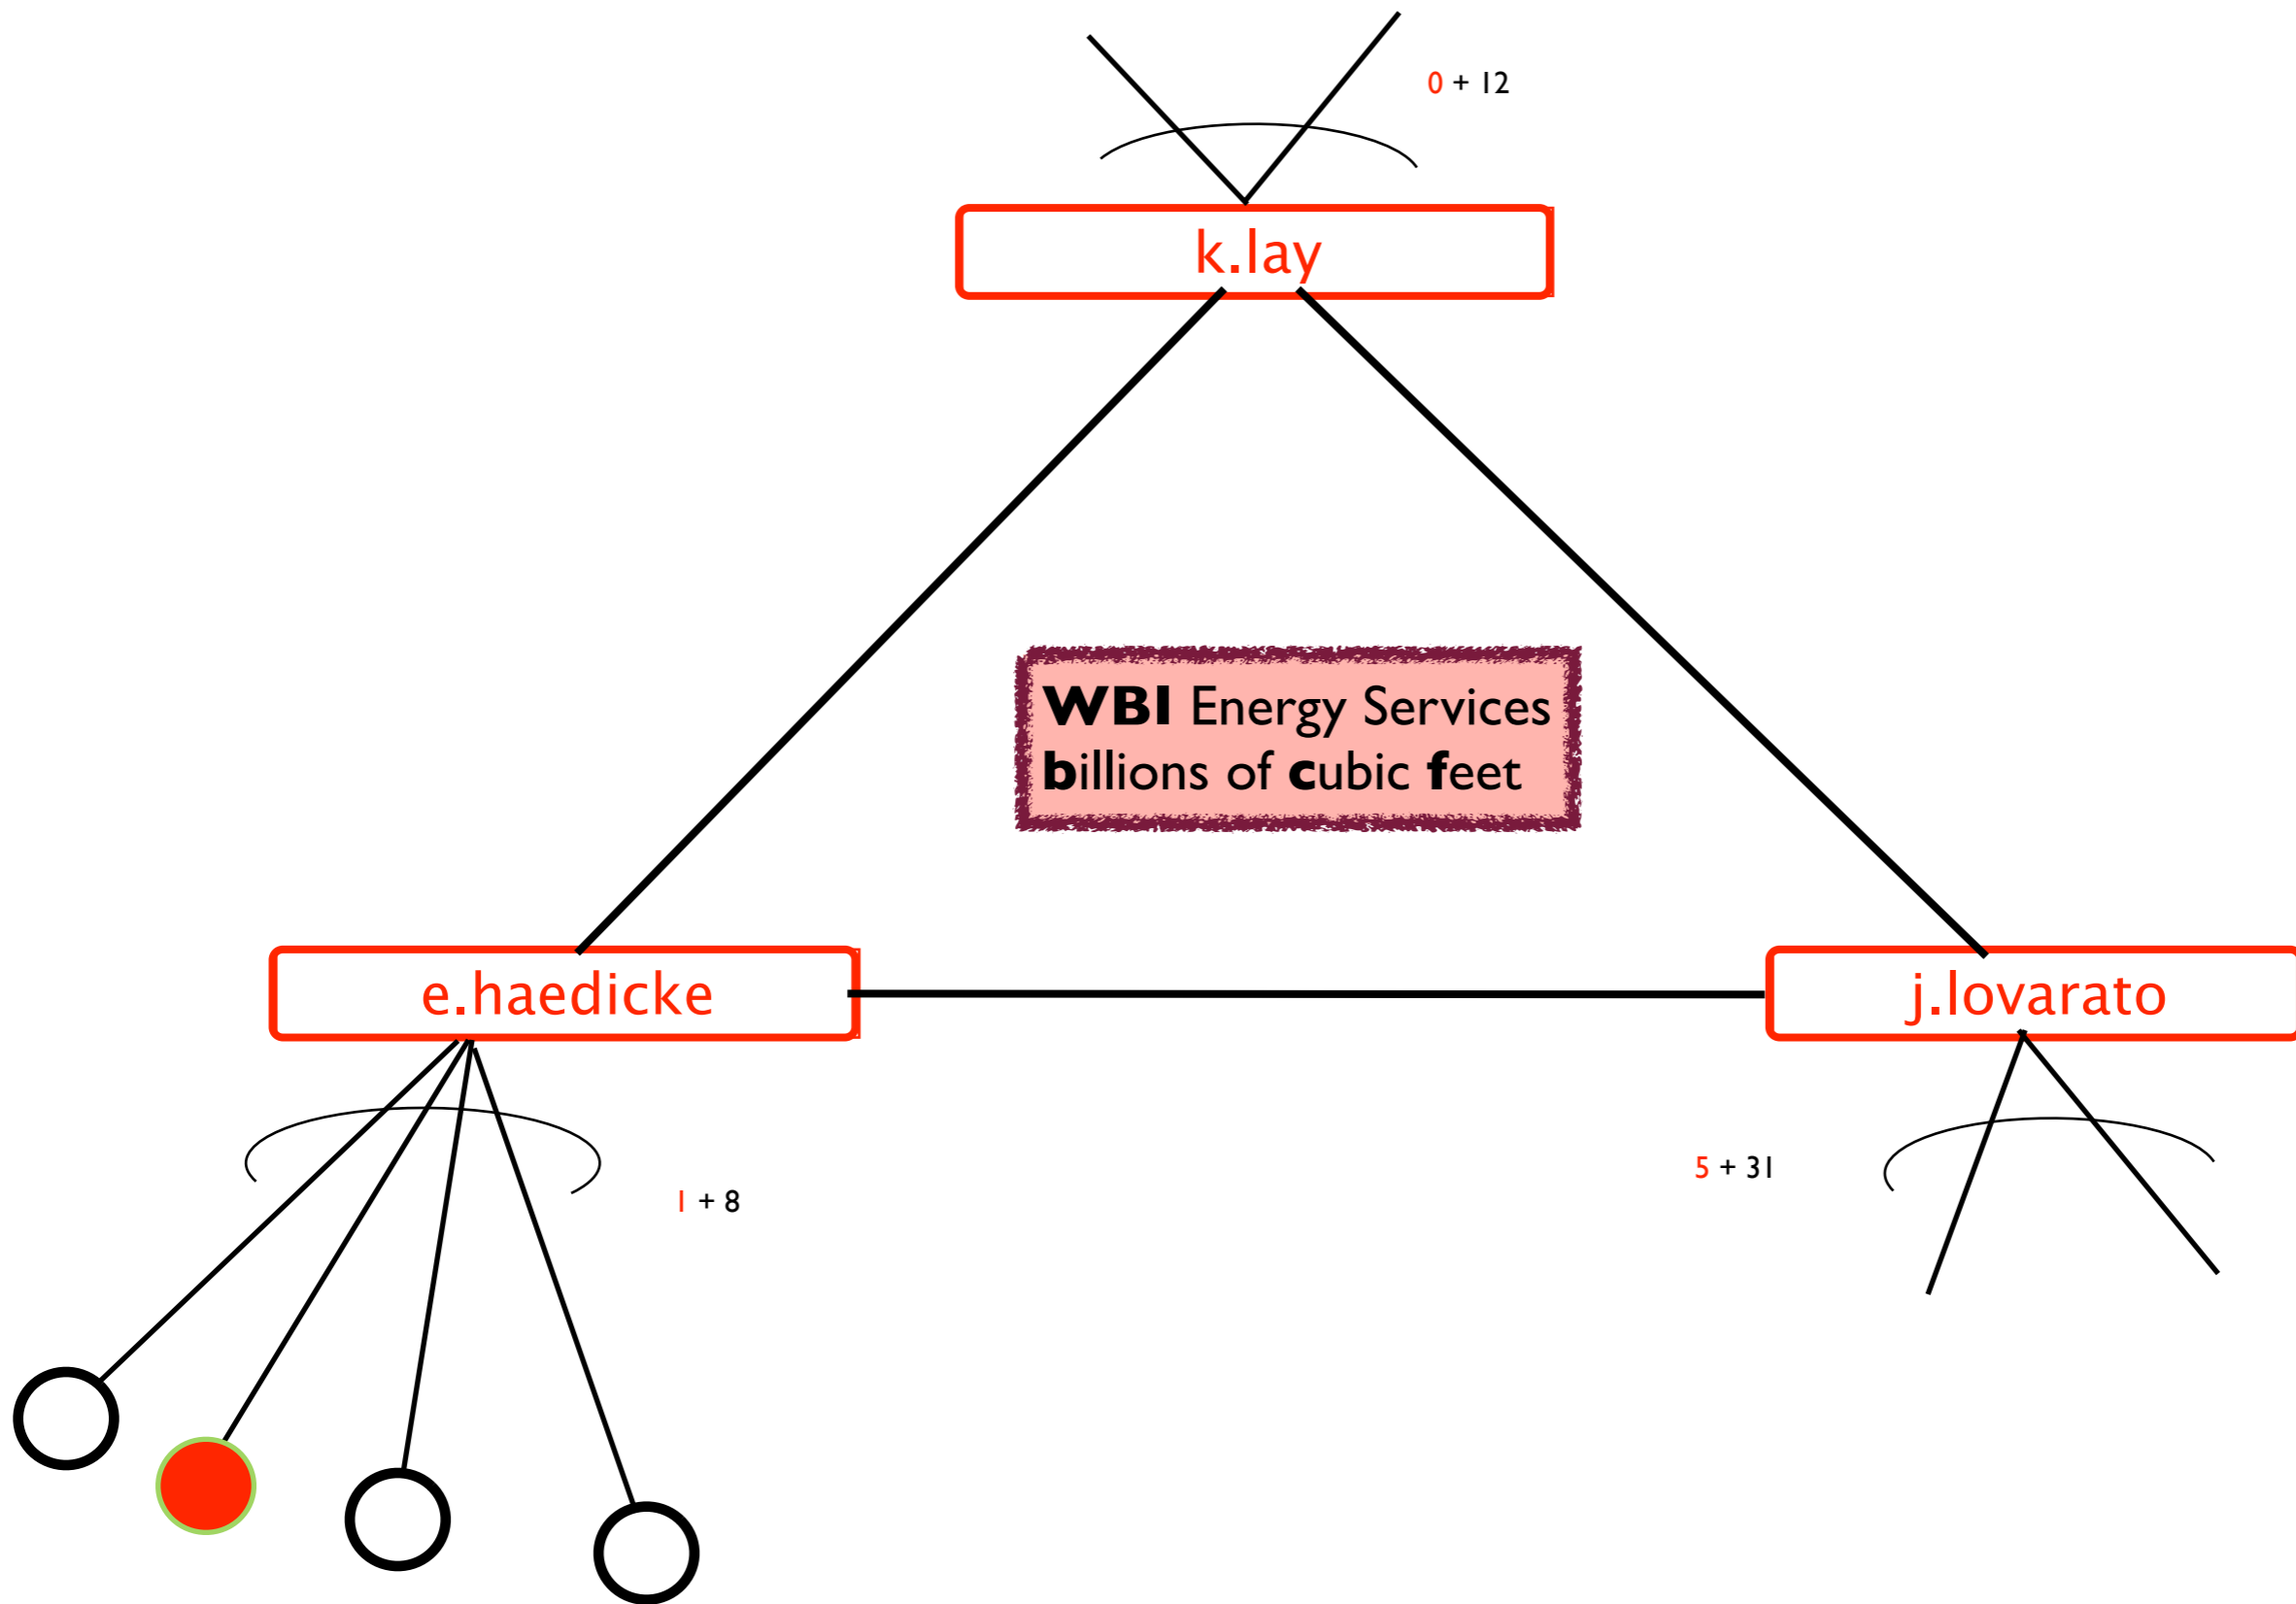 0 + 12
k.lay
WBI Energy Services
billions of cubic feet
e.haedicke
j.lovarato
5 + 31
1 + 8